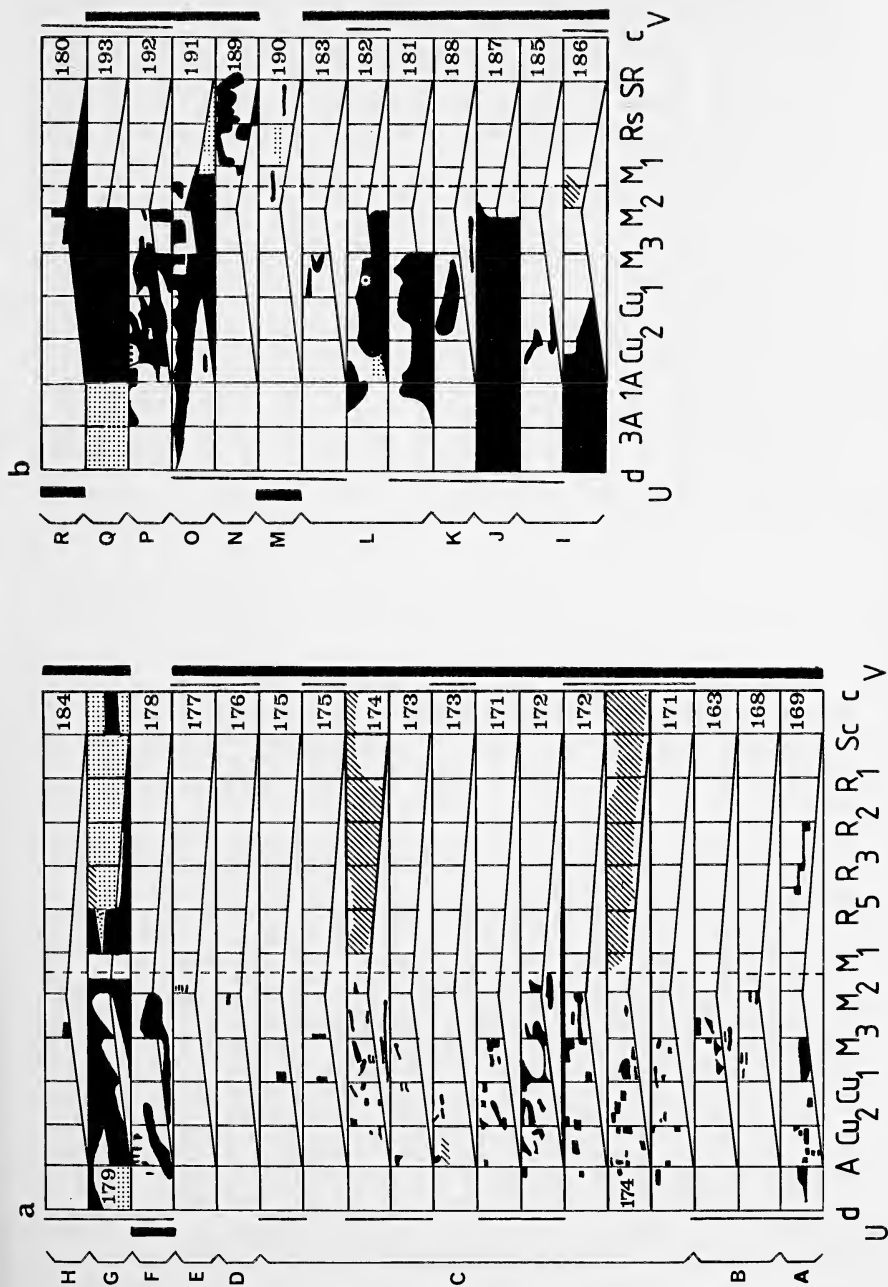 a
H
G
F
E
D
C
B
A
184
179
178
177
176
175
175
174
173
173
171
172
172
174
171
163
168
169
U
d A Cu2 Cu1 M3 M2 M1 R5 R3 R2 R1 Sc c
V
b
R
Q
P
O
N
M
L
K
J
I
180
193
192
191
189
190
183
182
181
188
187
185
186
U
d 3A 1A Cu2 Cu1 M3 M2 M1 Rs SR c
V